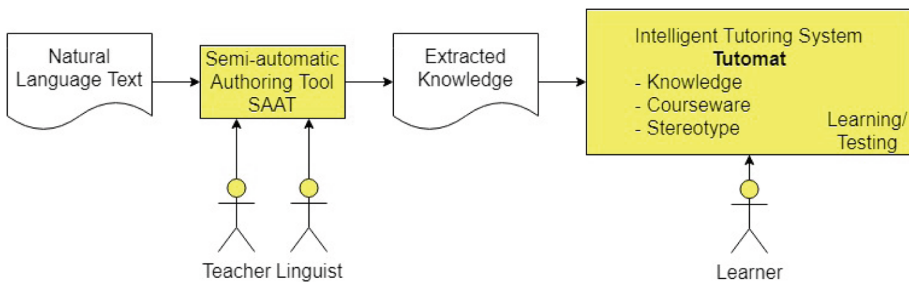 Natural
Language Text
Semi-automatic
Authoring Tool
SAAT
Extracted
Knowledge
Intelligent Tutoring System
Tutomat
- Knowledge
- Courseware
- Stereotype
Learning/
Testing
Teacher Linguist
Learner